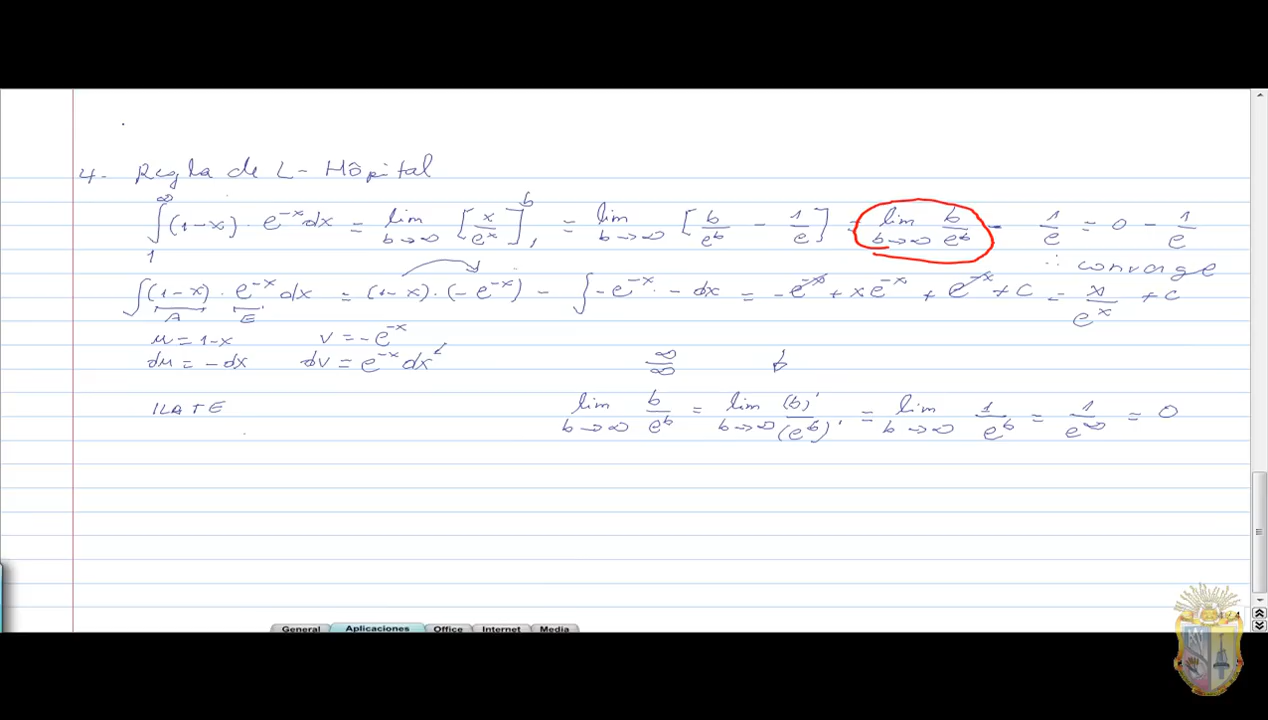 4. Regla de L-Hôpital
∫₁^∞ (1-x) · e^{-x} dx = lim_{b→∞} [x/e^x]₁^b = lim_{b→∞} [b/e^b - 1/e] = lim_{b→∞} b/e^b - 1/e = 0 - 1/e
∴ converge
∫ (1-x) · e^{-x} dx = (1-x) · (-e^{-x}) - ∫ -e^{-x} · - dx = -e^{-x} + xe^{-x} + e^{-x} + C = x/e^x + C
A E
u = 1-x v = -e^{-x}
du = -dx dv = e^{-x} dx
∞/∞ b
ILATE
lim_{b→∞} b/e^b = lim_{b→∞} (b)'/(e^b)' = lim_{b→∞} 1/e^b = 1/e^∞ = 0
General Aplicaciones Office Internet Media